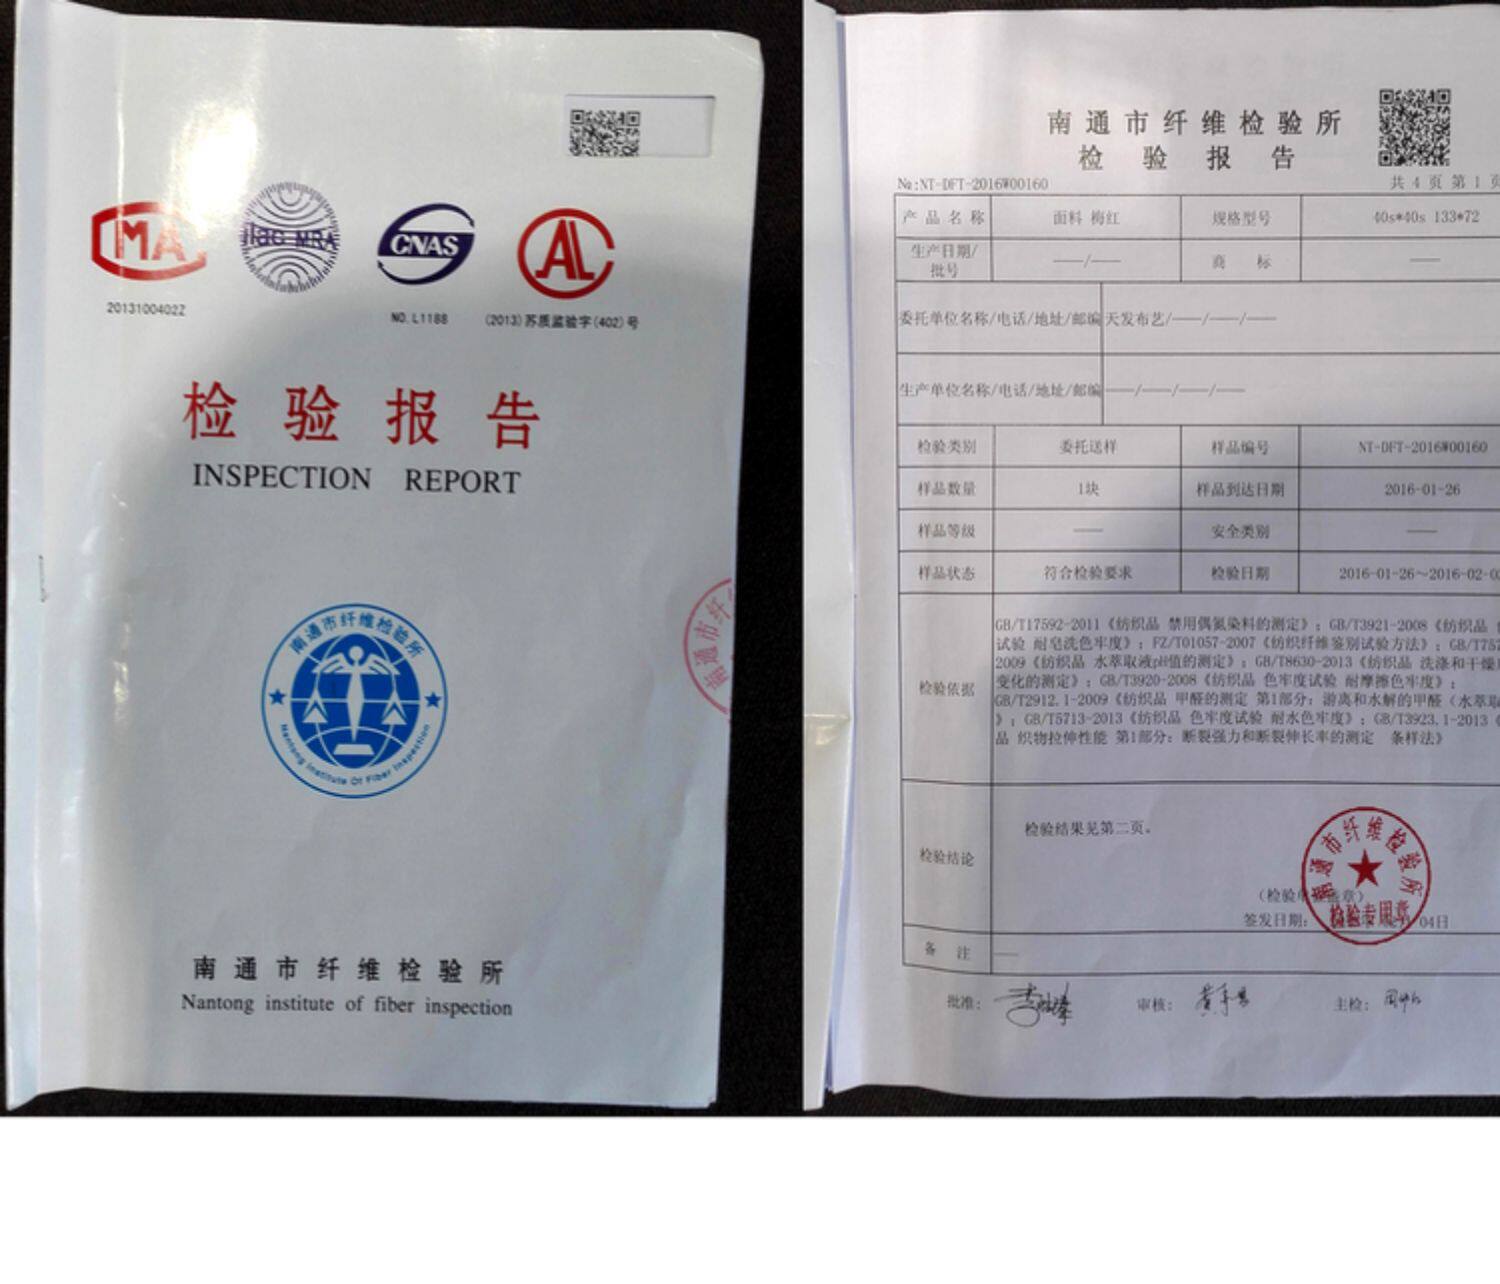 CMA
ilac-MRA
CNAS
AL
2013100402Z
NO. L1188
(2013)苏质监验字(402)号
检验报告
INSPECTION REPORT
南通市纤维检验所
Nantong Institute Of Fiber Inspection
南通市纤维检验所
Nantong institute of fiber inspection
南通市纤
南通市纤维检验所
检验报告
№:NT-DFT-2016W00160
共 4 页 第 1 页
产品名称 面料 梅红 规格型号 40s*40s 133*72
生产日期/批号 ——/—— 商标 ——
委托单位名称/电话/地址/邮编 天发布艺/——/——/——
生产单位名称/电话/地址/邮编 ——/——/——/——
检验类别 委托送样 样品编号 NT-DFT-2016W00160
样品数量 1块 样品到达日期 2016-01-26
样品等级 —— 安全类别 ——
样品状态 符合检验要求 检验日期 2016-01-26～2016-02-0
检验依据
GB/T17592-2011《纺织品 禁用偶氮染料的测定》；GB/T3921-2008《纺织品
试验 耐皂洗色牢度》；FZ/T01057-2007《纺织纤维鉴别试验方法》；GB/T757
2009《纺织品 水萃取液pH值的测定》；GB/T8630-2013《纺织品 洗涤和干燥
变化的测定》；GB/T3920-2008《纺织品 色牢度试验 耐摩擦色牢度》；
GB/T2912.1-2009《纺织品 甲醛的测定 第1部分：游离和水解的甲醛（水萃取
》；GB/T5713-2013《纺织品 色牢度试验 耐水色牢度》；GB/T3923.1-2013《
品 织物拉伸性能 第1部分：断裂强力和断裂伸长率的测定 条样法》
检验结论
检验结果见第二页。
南通市纤维检验所
检验专用章
（检验 盖章）
签发日期： 04日
备注 ——
批准： 审核： 主检：